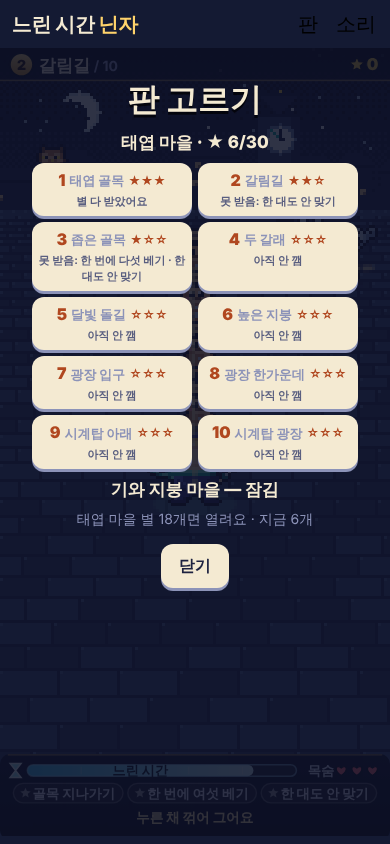 느린 시간 닌자 판 소리
2 갈림길 / 10 ★ 0
판 고르기
태엽 마을 · ★ 6/30
1 태엽 골목 ★★★
별 다 받았어요
2 갈림길 ★★☆
못 받음: 한 대도 안 맞기
3 좁은 골목 ★☆☆
못 받음: 한 번에 다섯 베기 · 한
대도 안 맞기
4 두 갈래 ☆☆☆
아직 안 깸
5 달빛 돌길 ☆☆☆
아직 안 깸
6 높은 지붕 ☆☆☆
아직 안 깸
7 광장 입구 ☆☆☆
아직 안 깸
8 광장 한가운데 ☆☆☆
아직 안 깸
9 시계탑 아래 ☆☆☆
아직 안 깸
10 시계탑 광장 ☆☆☆
아직 안 깸
기와 지붕 마을 — 잠김
태엽 마을 별 18개면 열려요 · 지금 6개
닫기
느린 시간 목숨 ♥ ♥ ♥
★골목 지나가기 ★한 번에 여섯 베기 ★한 대도 안 맞기
누른 채 꺾어 그어요